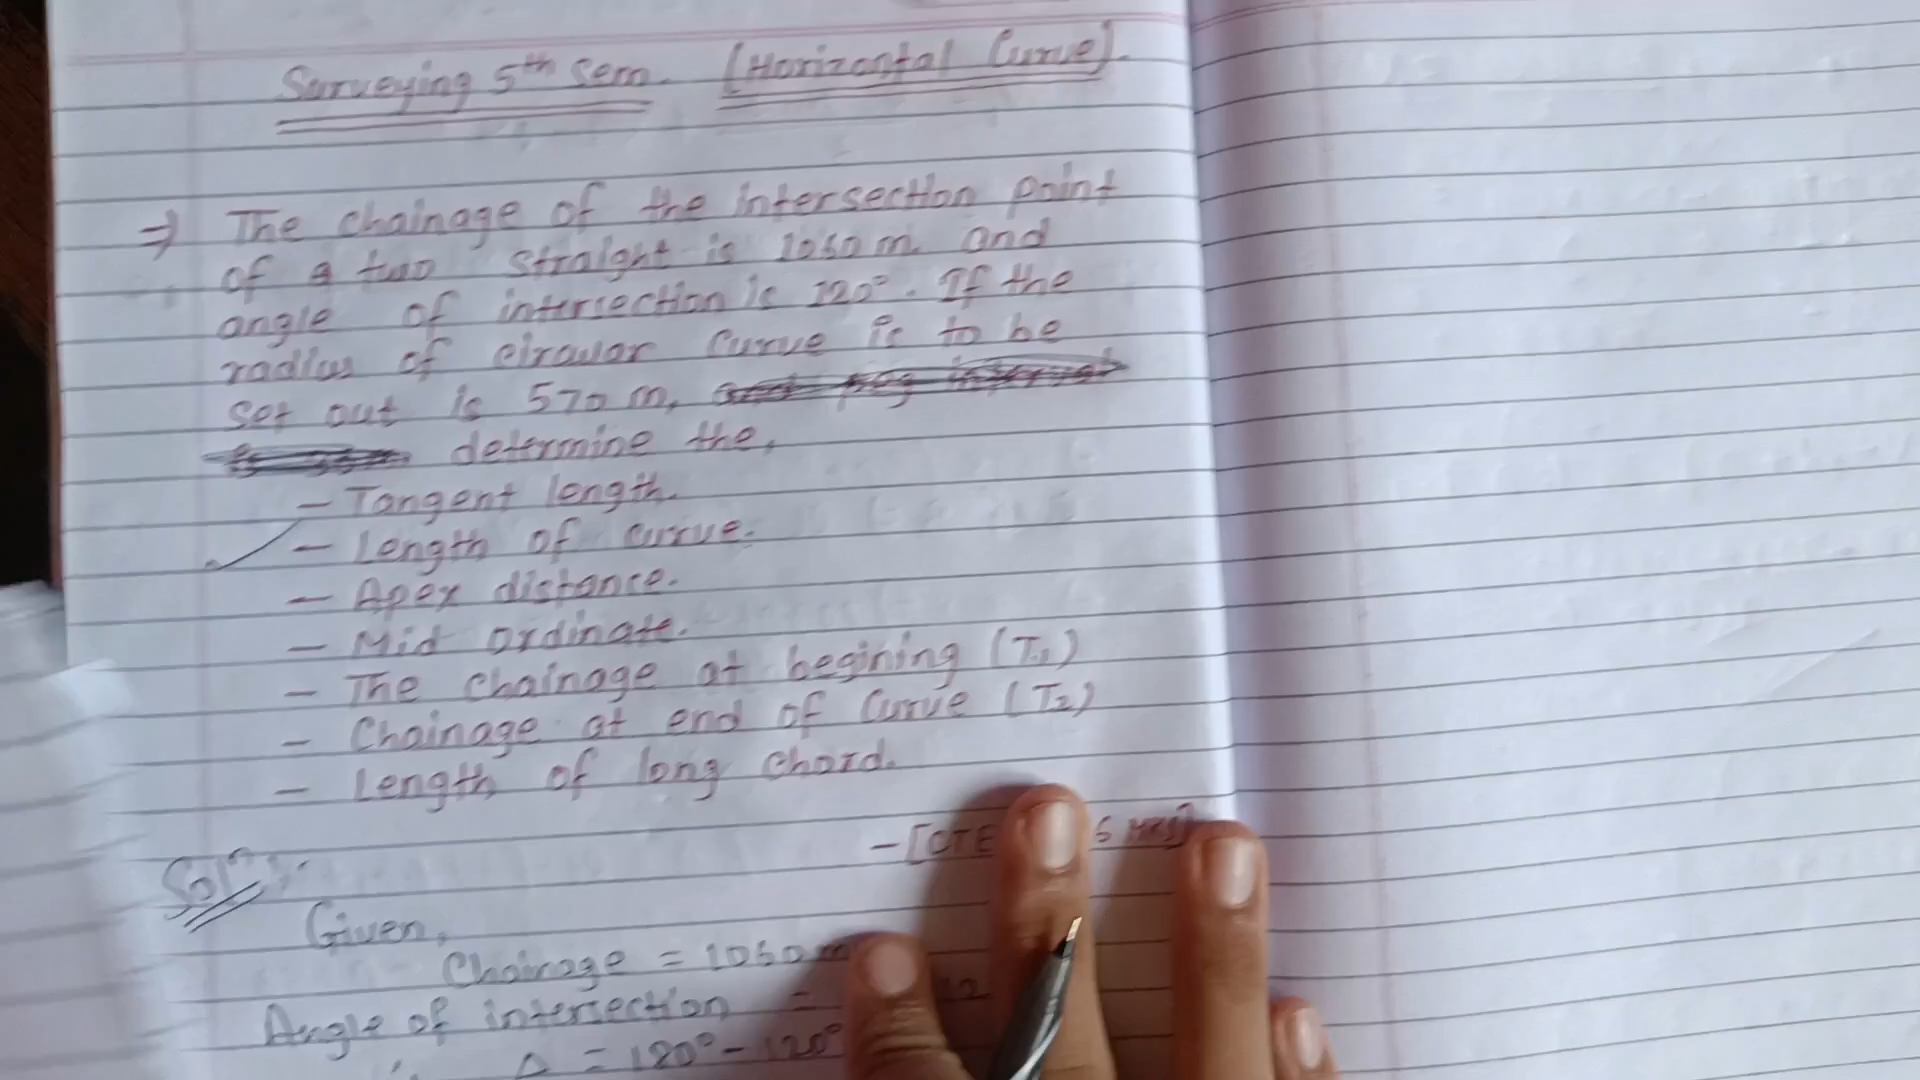 Surveying 5th Sem. (Horizontal Curve).
⇒ The chainage of the intersection point
of a two straight is 1060 m. and
angle of intersection is 120°. If the
radius of circular curve is to be
set out is 570 m,
determine the,
- Tangent length.
- Length of curve.
- Apex distance.
- Mid ordinate.
- The chainage at begining (T1)
- Chainage at end of curve (T2)
- Length of long chord.
- [CTE 6 MKS]
Soln:
Given,
Chainage = 1060 m
Angle of intersection =
Δ = 180° - 120°